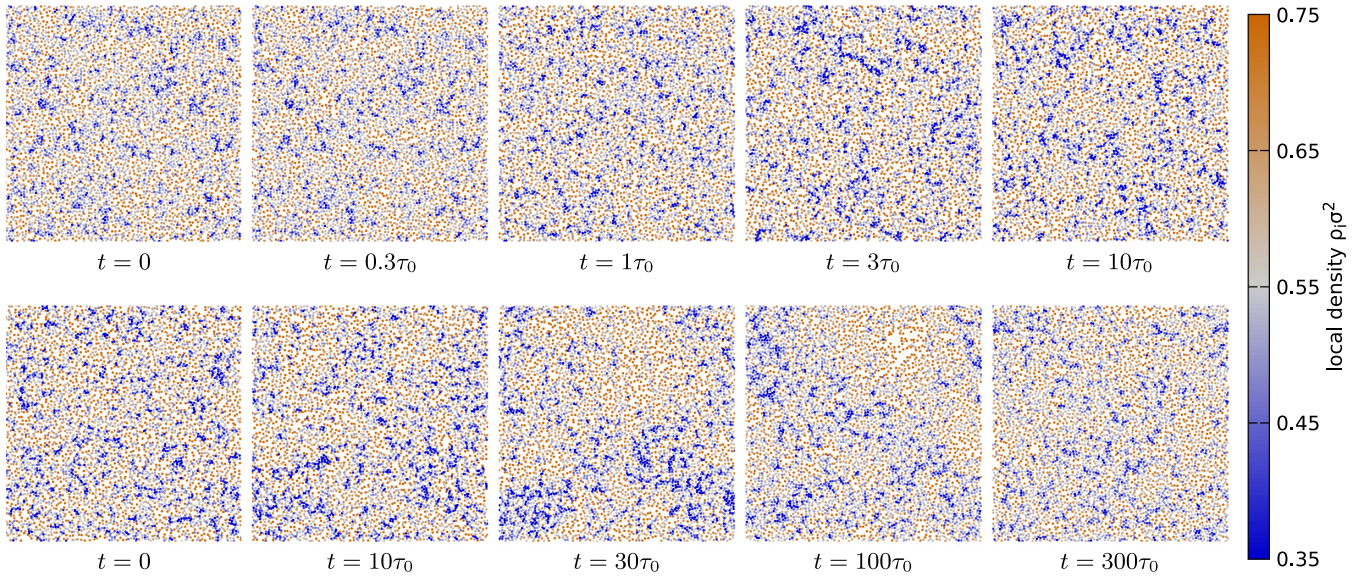 t = 0
t = 0.3τ₀
t = 1τ₀
t = 3τ₀
t = 10τ₀
t = 0
t = 10τ₀
t = 30τ₀
t = 100τ₀
t = 300τ₀
0.75
0.65
0.55
0.45
0.35
local density ρᵢσ²